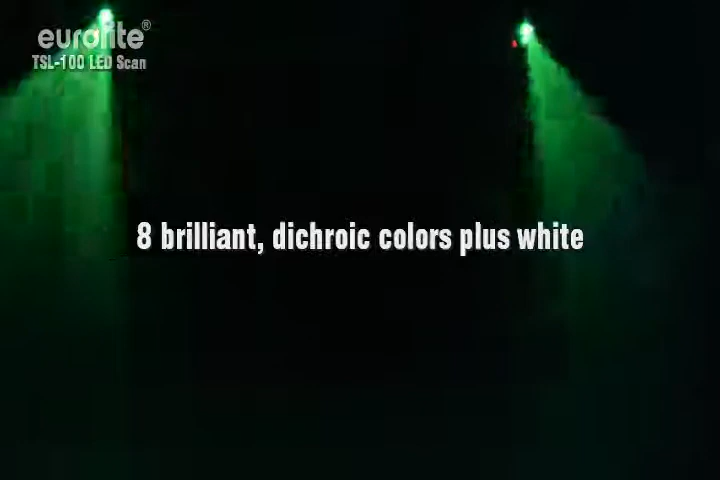 eurolite®
TSL-100 LED Scan
8 brilliant, dichroic colors plus white